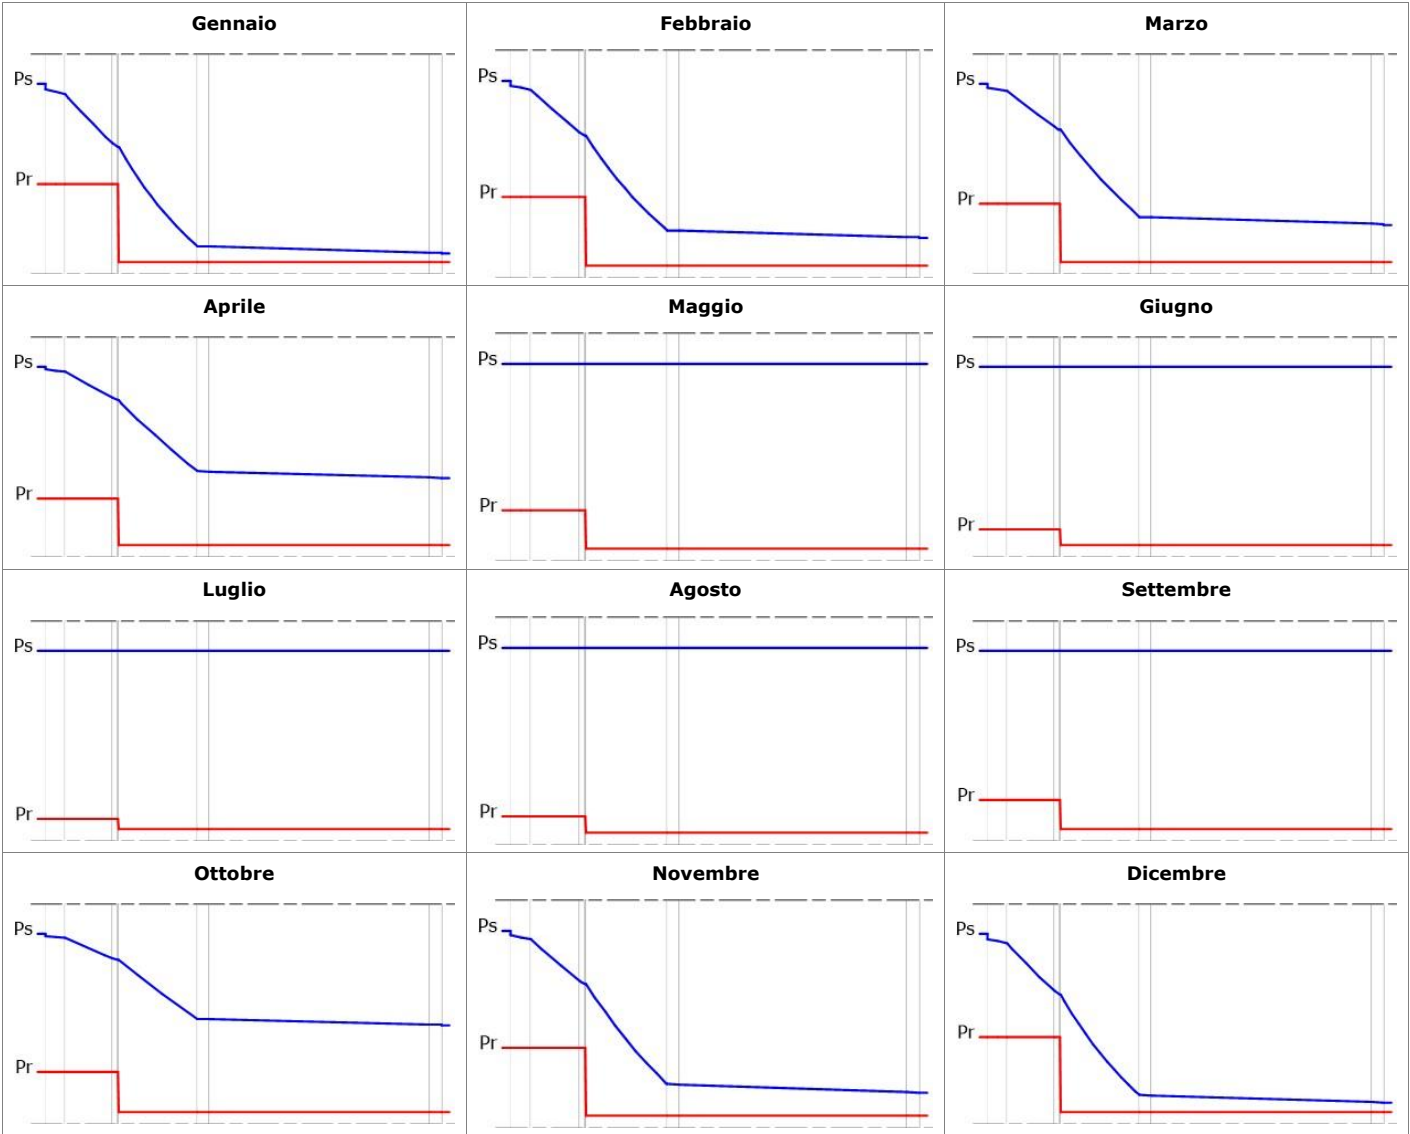 Gennaio
Febbraio
Marzo
Ps
Ps
Ps
Pr
Pr
Pr
Aprile
Maggio
Giugno
Ps
Ps
Ps
Pr
Pr
Pr
Luglio
Agosto
Settembre
Ps
Ps
Ps
Pr
Pr
Pr
Ottobre
Novembre
Dicembre
Ps
Ps
Ps
Pr
Pr
Pr